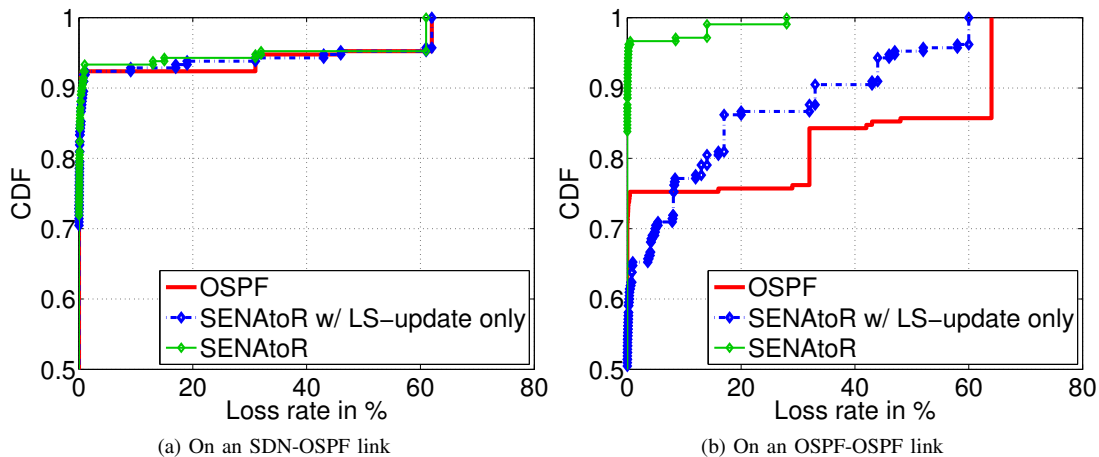 1
0.9
0.8
0.7
0.6
0.5
0
20
40
60
80
CDF
Loss rate in %
OSPF
SENAtoR w/ LS-update only
SENAtoR
(a) On an SDN-OSPF link
1
0.9
0.8
0.7
0.6
0.5
0
20
40
60
80
CDF
Loss rate in %
OSPF
SENAtoR w/ LS-update only
SENAtoR
(b) On an OSPF-OSPF link